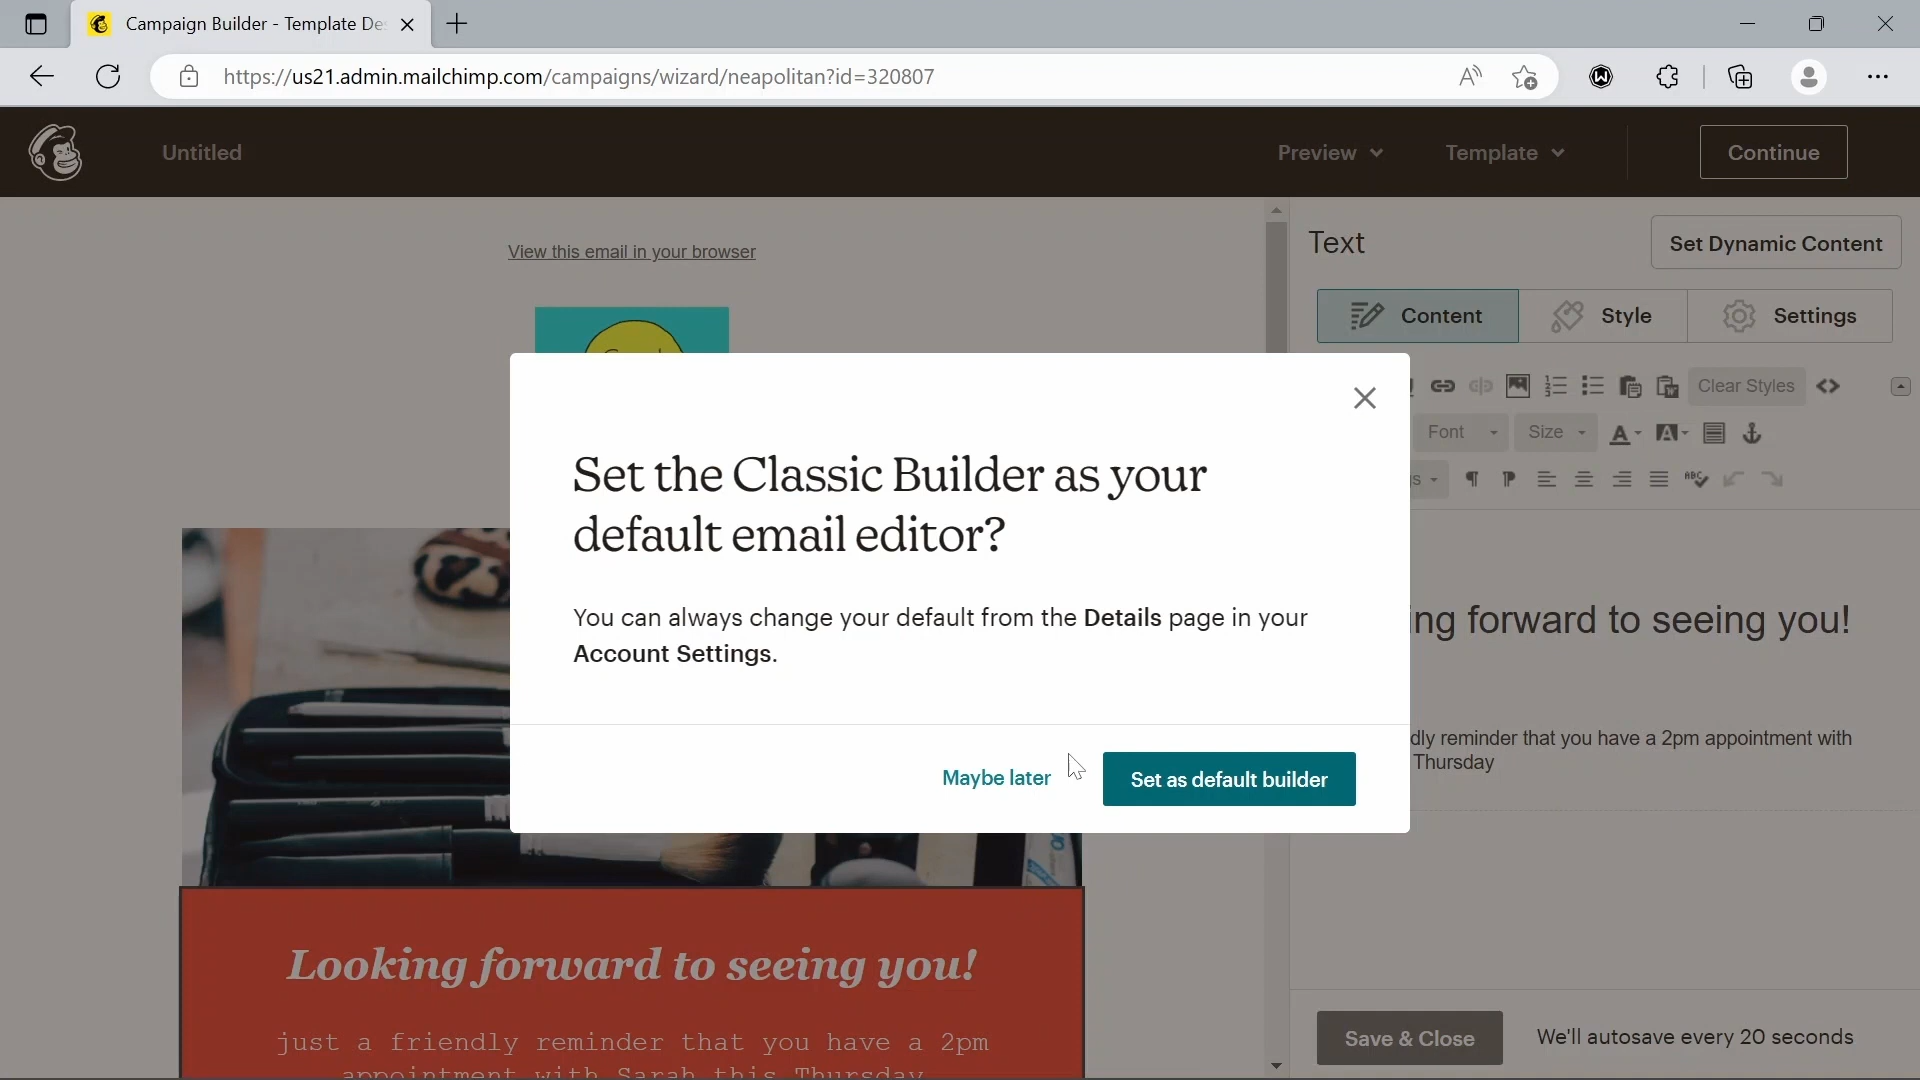 Campaign Builder - Template De
https://us21.admin.mailchimp.com/campaigns/wizard/neapolitan?id=320807
Untitled
Preview
Template
Continue
View this email in your browser
Text
Set Dynamic Content
Content
Style
Settings
Clear Styles
Font
Size
Set the Classic Builder as your
default email editor?
You can always change your default from the Details page in your
Account Settings.
Maybe later
Set as default builder
ing forward to seeing you!
dly reminder that you have a 2pm appointment with
Thursday
Looking forward to seeing you!
just a friendly reminder that you have a 2pm
appointment with Sarah this Thursday
Save & Close
We'll autosave every 20 seconds